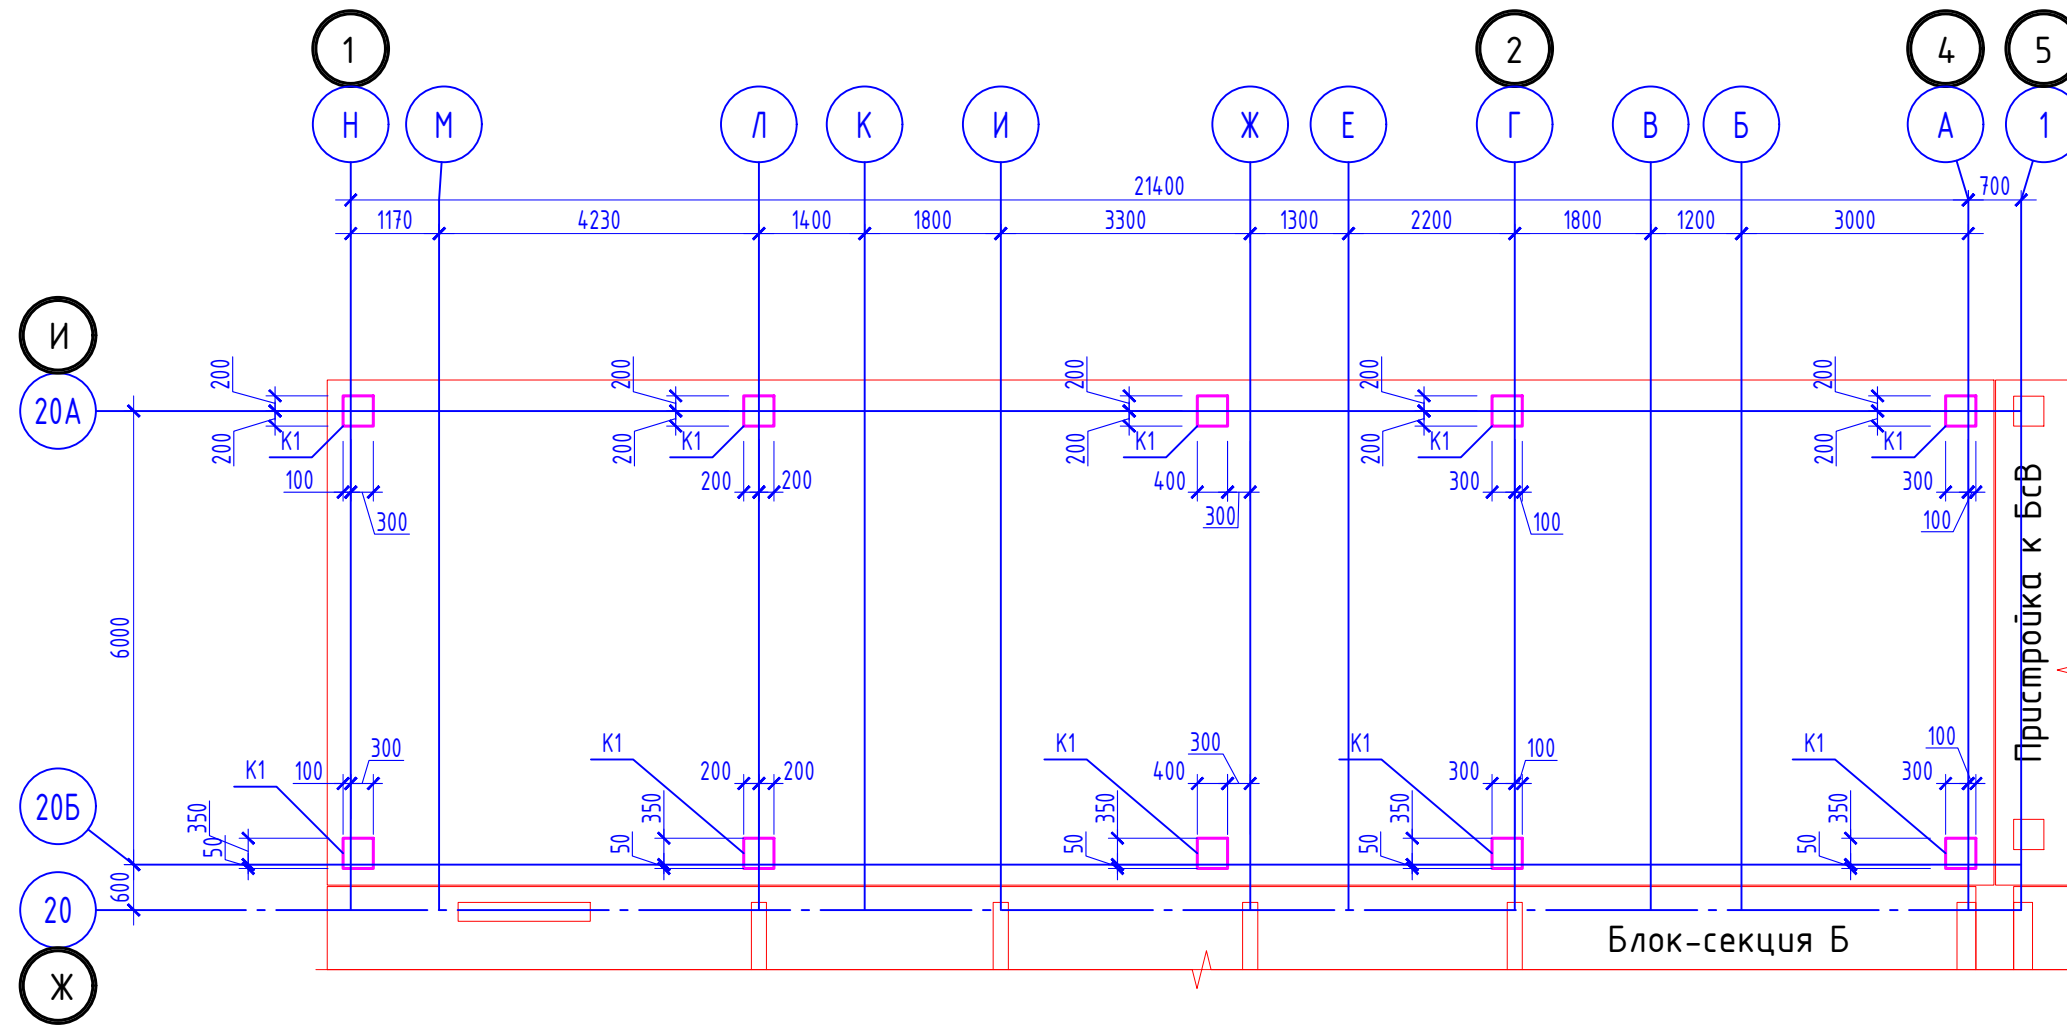 1 2 4 5
Н М Л К И Ж Е Г В Б А 1
21400 700
1170 4230 1400 1800 3300 1300 2200 1800 1200 3000
И
20А
200 200 200 200 200
200 200 200 200 200
К1 К1 К1 К1 К1
100 200 200 400 300 300
300 300 100 100
6000
Пристройка к БсВ
К1 К1 К1 К1 К1
300 300 100 100
100 200 200 400 300 300
20Б
350 350 350 350 350
50 50 50 50 50
600
20
Ж
Блок-секция Б